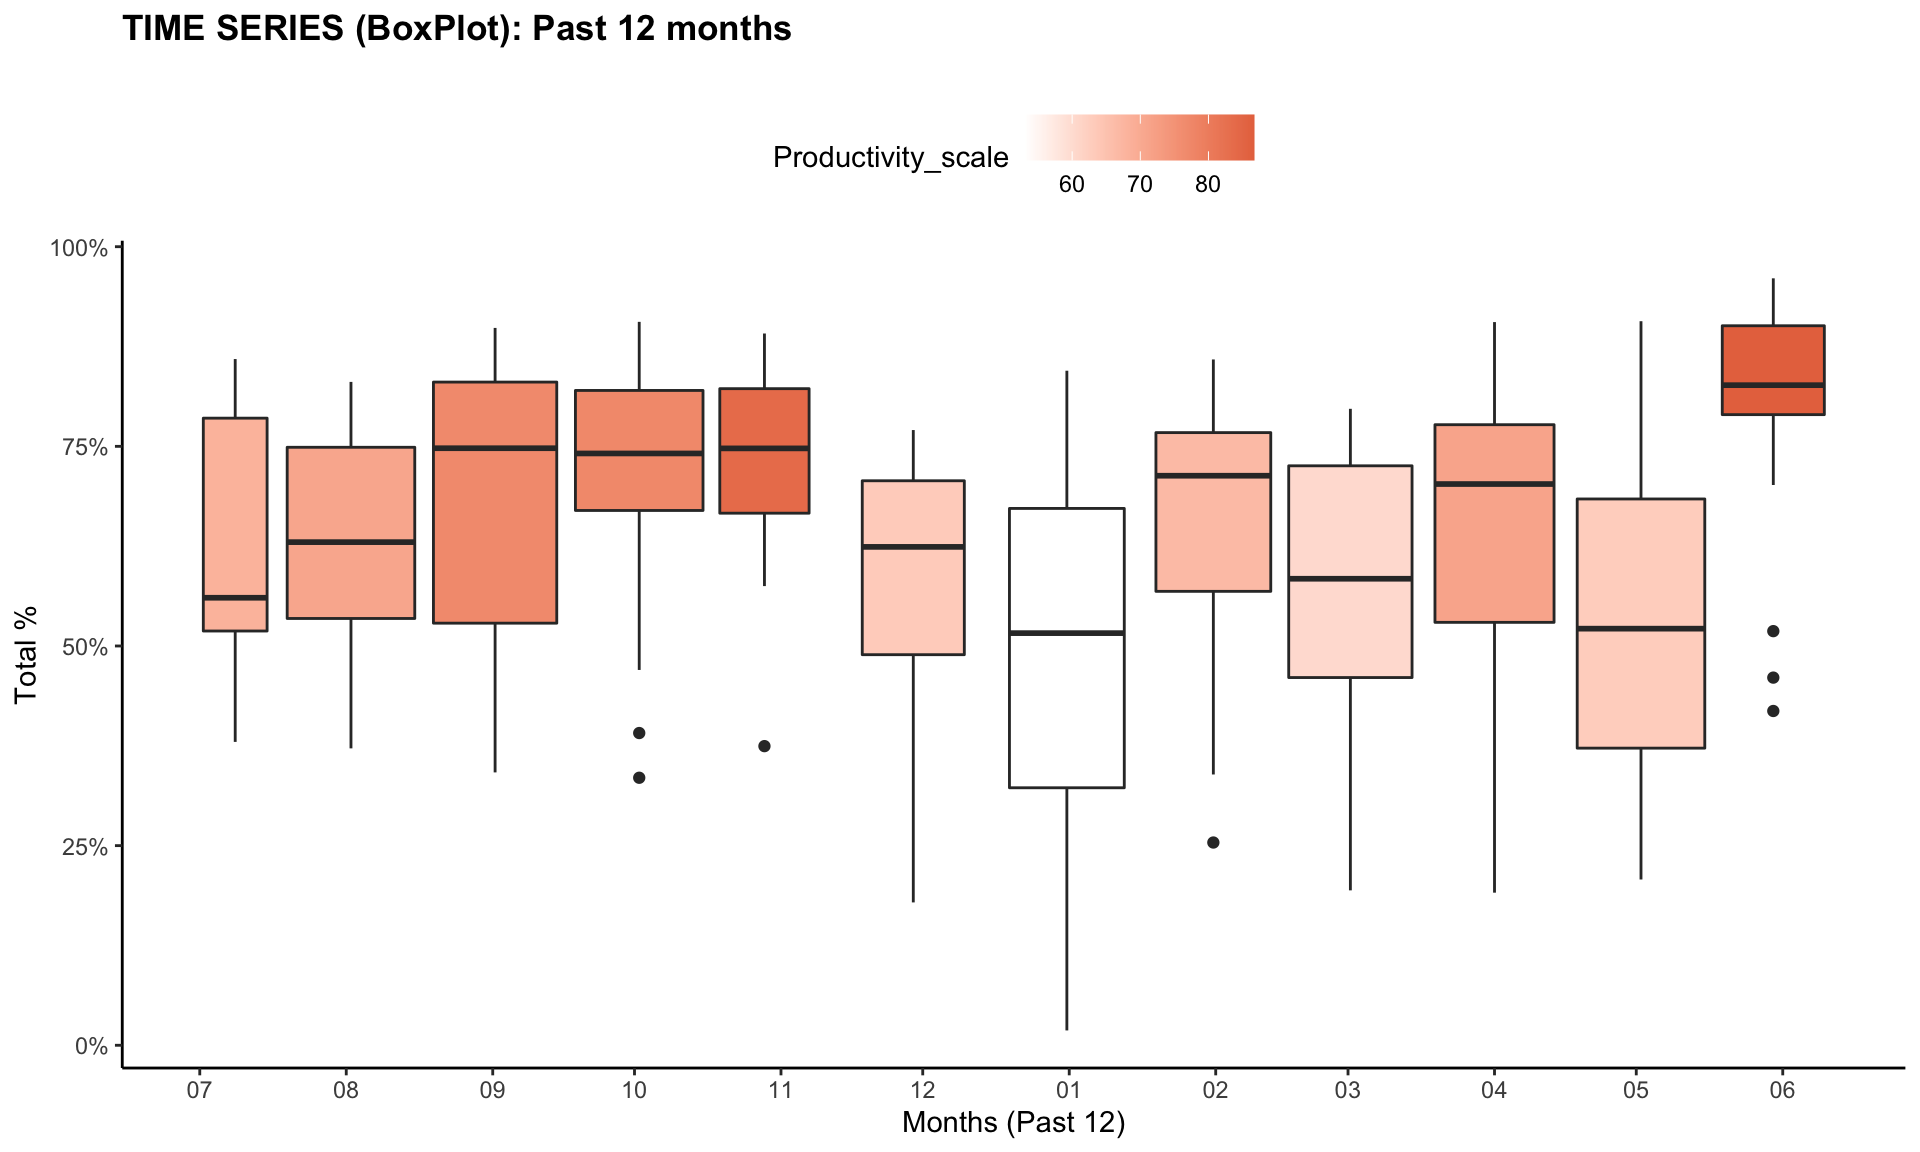 TIME SERIES (BoxPlot): Past 12 months
Productivity_scale
60 70 80
100%
75%
50%
25%
0%
Total %
07 08 09 10 11 12 01 02 03 04 05 06
Months (Past 12)